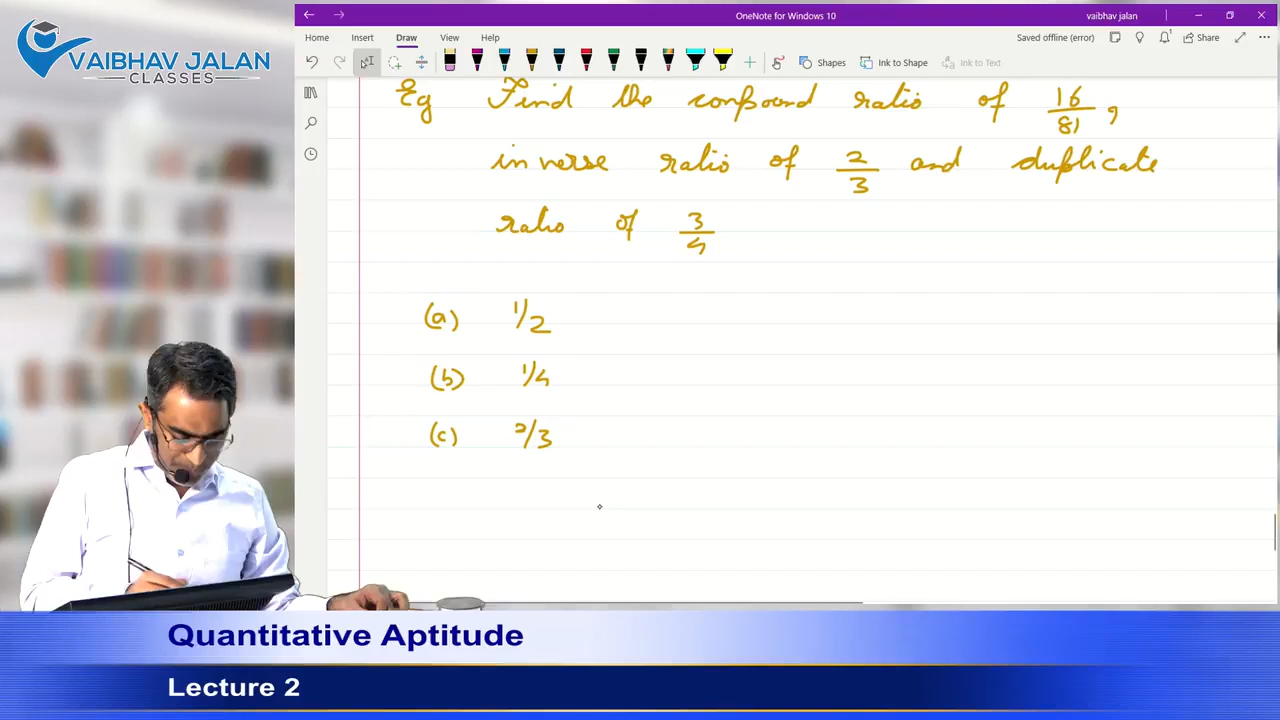 VAIBHAV JALAN
CLASSES
OneNote for Windows 10
vaibhav jalan
Home Insert Draw View Help
Saved offline (error)
Share
Shapes
Ink to Shape
Ink to Text
Eg Find the compound ratio of 16/81,
inverse ratio of 2/3 and duplicate
ratio of 3/4
(a) 1/2
(b) 1/4
(c) 2/3
Quantitative Aptitude
Lecture 2